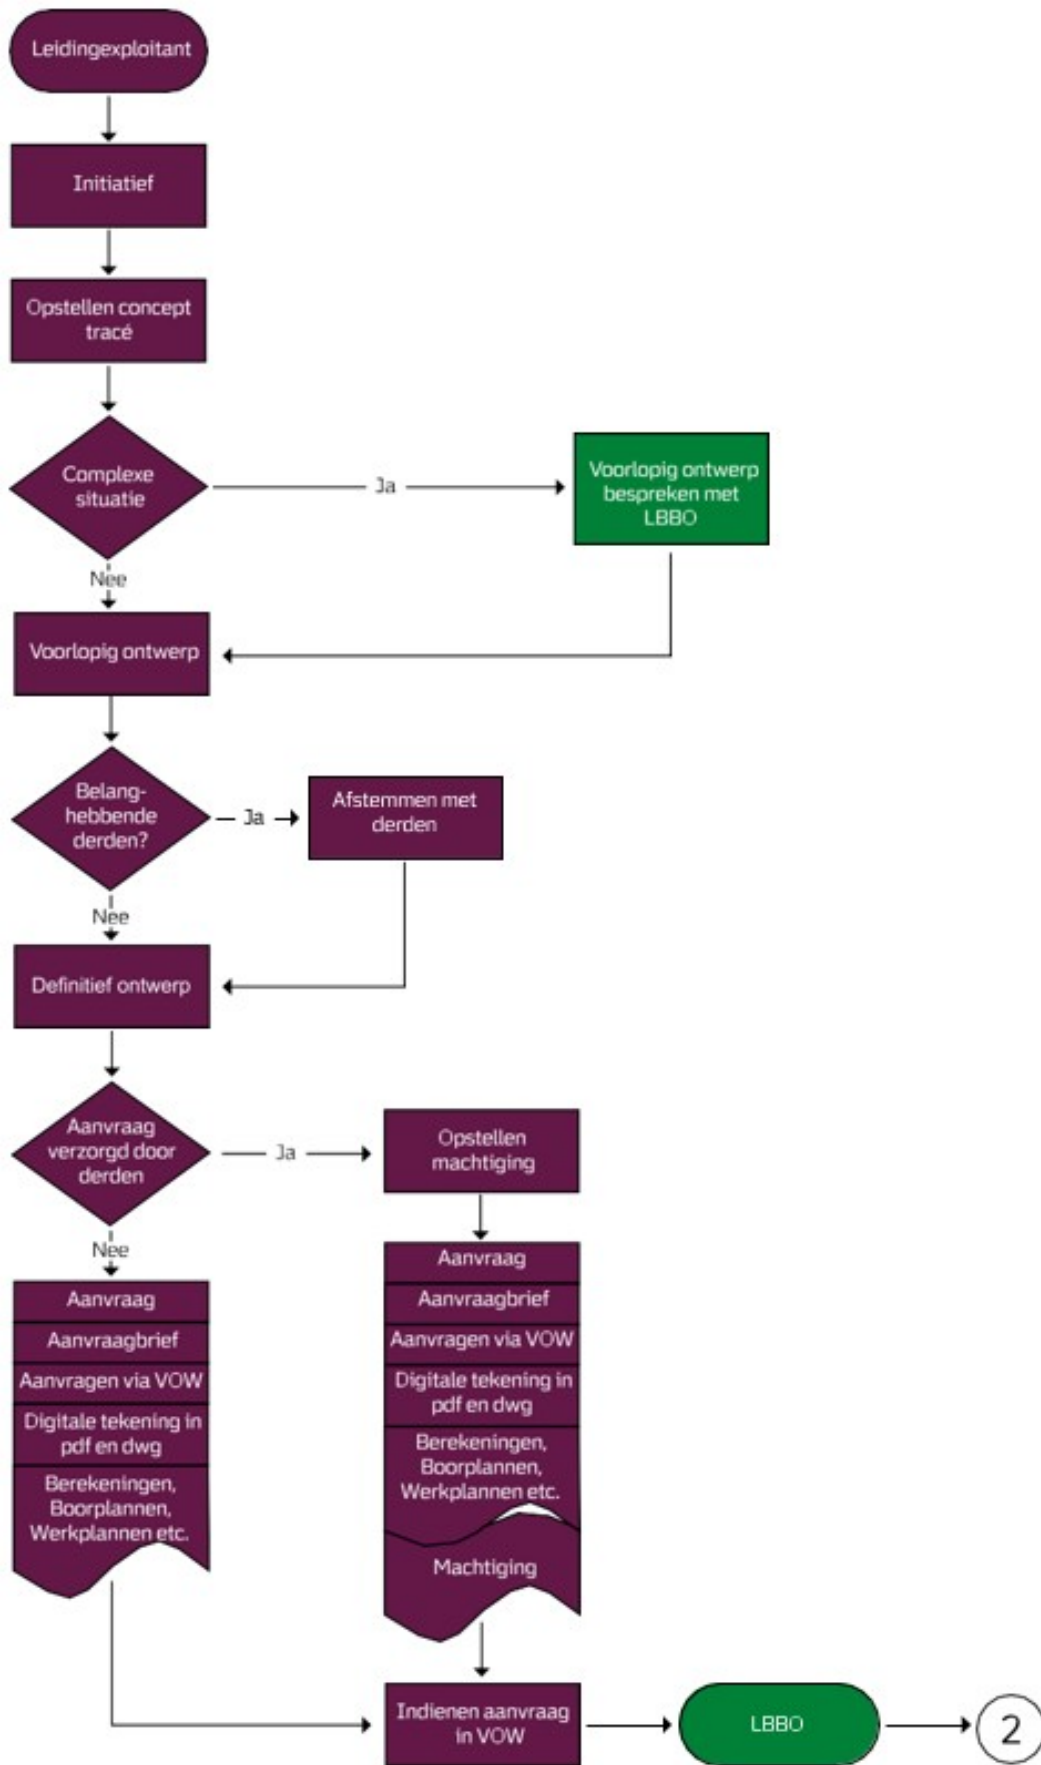 Leidingexploitant
Initiatief
Opstellen concept
tracé
Complexe
situatie
Ja
Voorlopig ontwerp
bespreken met
LBBO
Nee
Voorlopig ontwerp
Belang-
hebbende
derden?
Ja
Afstemmen met
derden
Nee
Definitief ontwerp
Aanvraag
verzorgd door
derden
Ja
Opstellen
machtiging
Nee
Aanvraag
Aanvraagbrief
Aanvragen via VOW
Digitale tekening in
pdf en dwg
Berekeningen,
Boorplannen,
Werkplannen etc.
Aanvraag
Aanvraagbrief
Aanvragen via VOW
Digitale tekening in
pdf en dwg
Berekeningen,
Boorplannen,
Werkplannen etc.
Machtiging
Indienen aanvraag
in VOW
LBBO
2